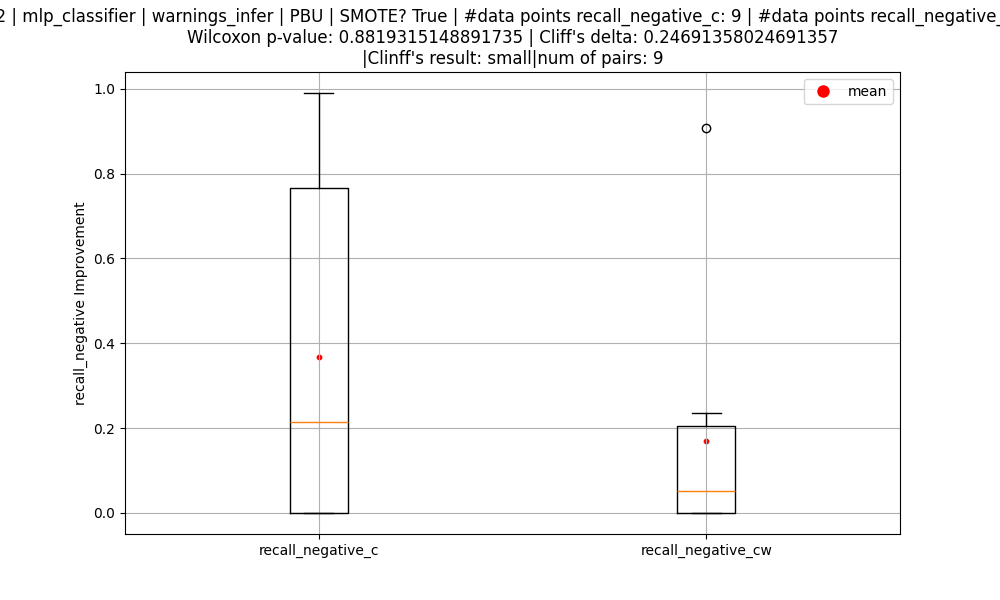 2 | mlp_classifier | warnings_infer | PBU | SMOTE? True | #data points recall_negative_c: 9 | #data points recall_negative_
Wilcoxon p-value: 0.8819315148891735 | Cliff's delta: 0.24691358024691357
|Clinff's result: small|num of pairs: 9
mean
1.0
0.8
0.6
0.4
0.2
0.0
recall_negative Improvement
recall_negative_c
recall_negative_cw